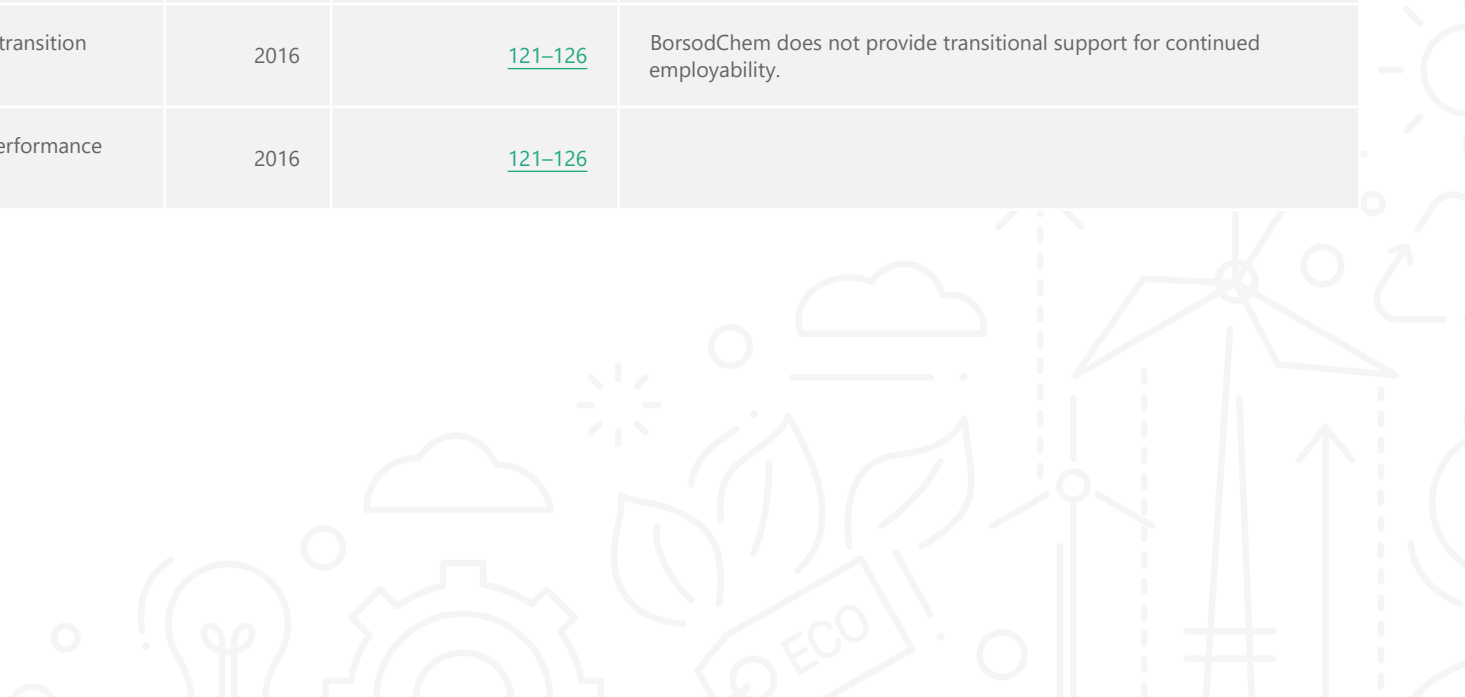 transition
2016
121–126
BorsodChem does not provide transitional support for continued
employability.
erformance
2016
121–126
ECO